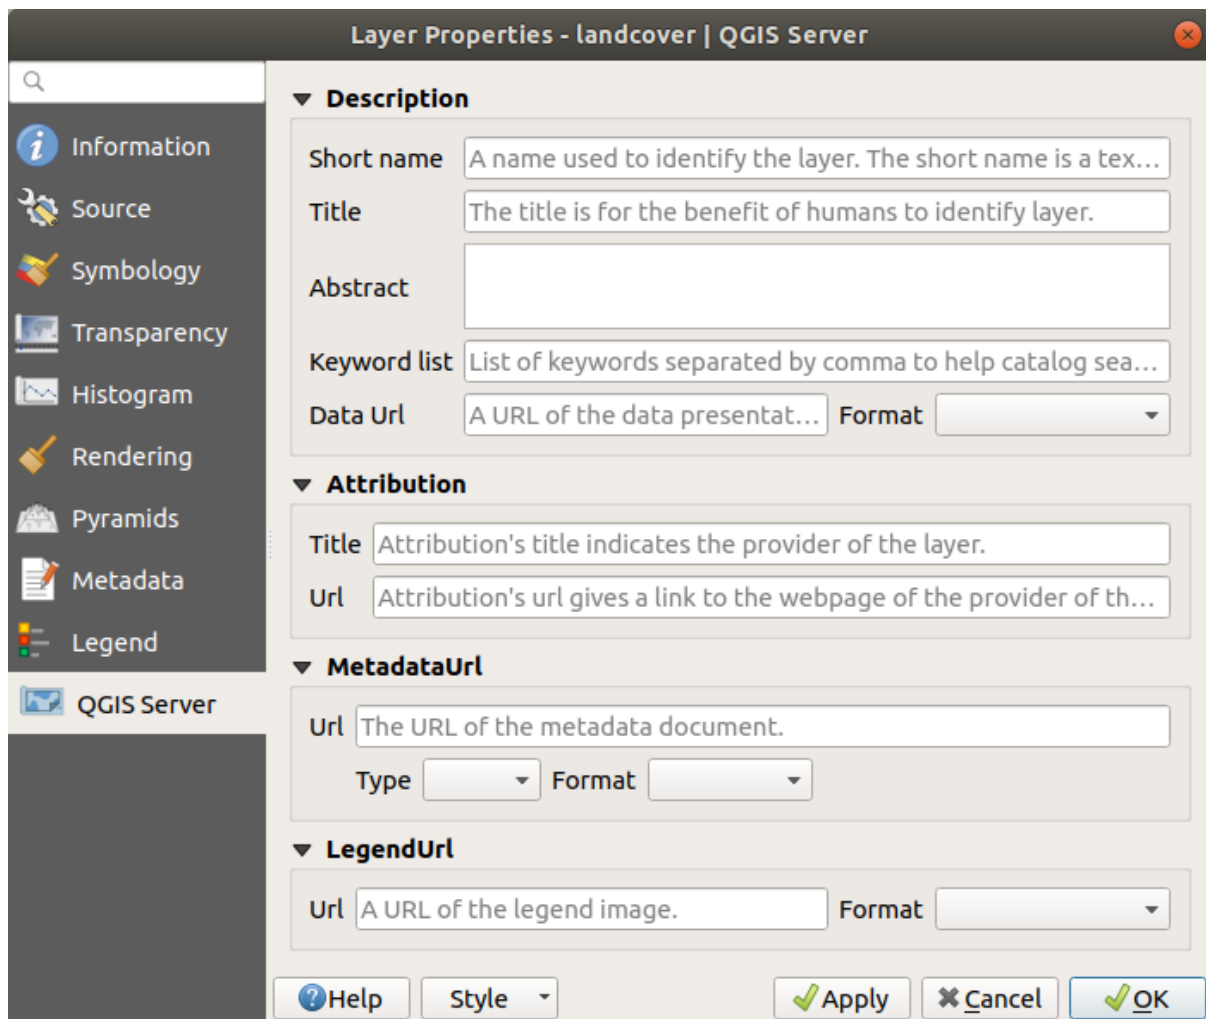 Layer Properties - landcover | QGIS Server
Information
Source
Symbology
Transparency
Histogram
Rendering
Pyramids
Metadata
Legend
QGIS Server
Description
Short name A name used to identify the layer. The short name is a tex...
Title The title is for the benefit of humans to identify layer.
Abstract
Keyword list List of keywords separated by comma to help catalog sea...
Data Url A URL of the data presentat... Format
Attribution
Title Attribution's title indicates the provider of the layer.
Url Attribution's url gives a link to the webpage of the provider of th...
MetadataUrl
Url The URL of the metadata document.
Type Format
LegendUrl
Url A URL of the legend image. Format
Help Style Apply Cancel OK